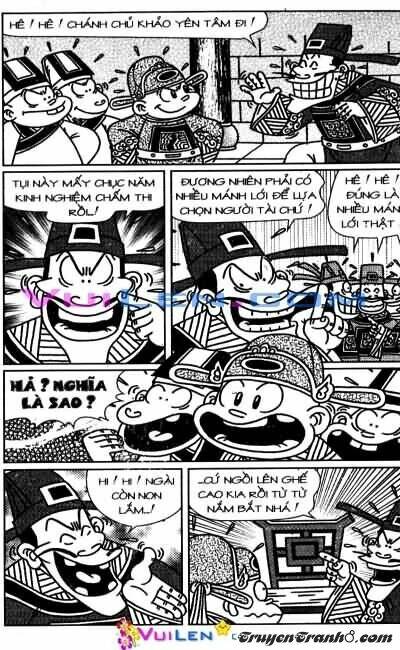 HÊ! HÊ! CHÁNH CHỦ KHẢO YÊN TÂM ĐI!
TỤI NÀY MẤY CHỤC NĂM
KINH NGHIỆM CHẤM THI
RỒI!
ĐƯƠNG NHIÊN PHẢI CÓ
NHIỀU MÁNH LỚI ĐỂ LỰA
CHỌN NGƯỜI TÀI CHỨ!
HÊ! HÊ!
ĐÚNG LÀ
NHIỀU MÁNH
LỚI THẬT
VUILEN.COM
HẢ? NGHĨA
LÀ SAO?
HI! HI! NGÀI
CÒN NON
LẮM...!
...CỨ NGỒI LÊN GHẾ
CAO KIA RỒI TỪ TỪ
NẮM BẮT NHÁ!
VUILEN
TruyenTranh8.com